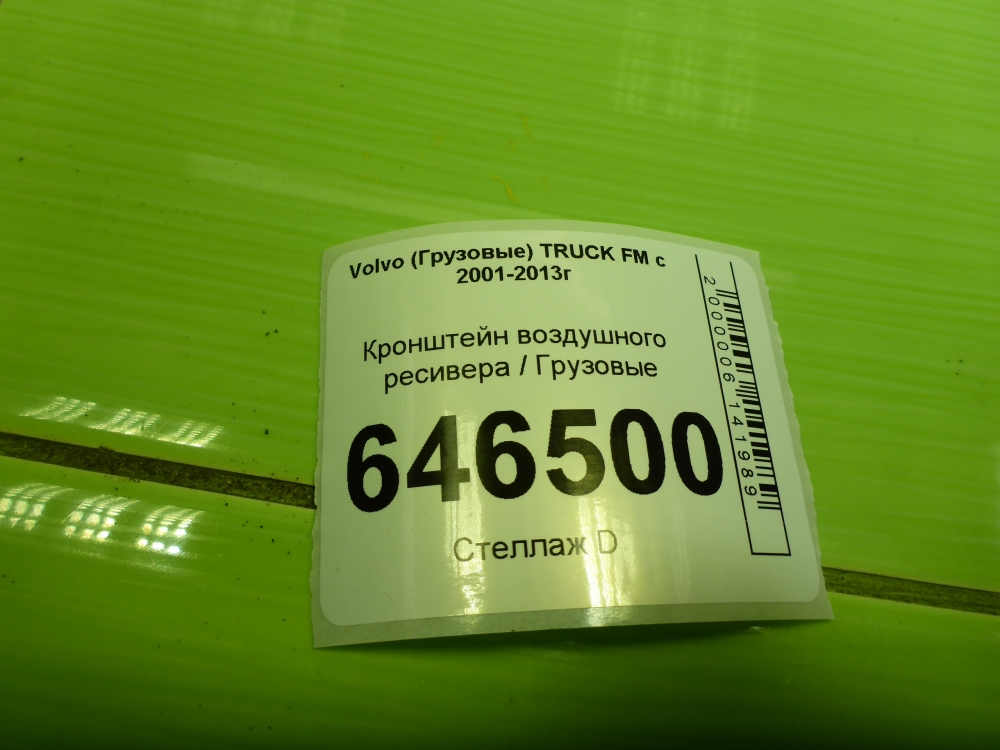 Volvo (Грузовые) TRUCK FM с
2001-2013г
Кронштейн воздушного
ресивера / Грузовые
646500
Стеллаж D
2000006141989